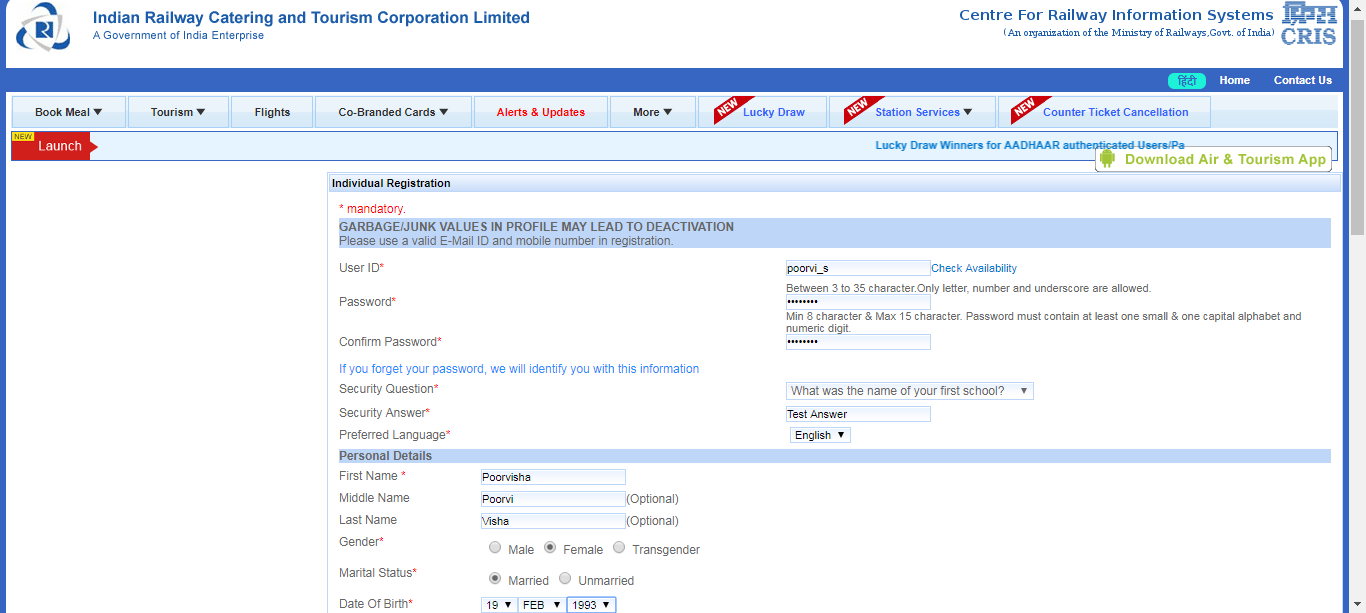 Indian Railway Catering and Tourism Corporation Limited
A Government of India Enterprise
Centre For Railway Information Systems
(An organization of the Ministry of Railways,Govt. of India)
क्रिस
CRIS
हिंदी Home Contact Us
Book Meal ▼ Tourism ▼ Flights Co-Branded Cards ▼ Alerts & Updates More ▼ NEW Lucky Draw NEW Station Services ▼ NEW Counter Ticket Cancellation
NEW
Launch
Lucky Draw Winners for AADHAAR authenticated Users/Pa
Download Air & Tourism App
Individual Registration
* mandatory.
GARBAGE/JUNK VALUES IN PROFILE MAY LEAD TO DEACTIVATION
Please use a valid E-Mail ID and mobile number in registration.
User ID* poorvi_s Check Availability
Between 3 to 35 character.Only letter, number and underscore are allowed.
Password* ••••••••
Min 8 character & Max 15 character. Password must contain at least one small & one capital alphabet and
numeric digit.
Confirm Password* ••••••••
If you forget your password, we will identify you with this information
Security Question* What was the name of your first school? ▼
Security Answer* Test Answer
Preferred Language* English ▼
Personal Details
First Name * Poorvisha
Middle Name Poorvi (Optional)
Last Name Visha (Optional)
Gender* Male Female Transgender
Marital Status* Married Unmarried
Date Of Birth* 19 ▼ FEB ▼ 1993 ▼